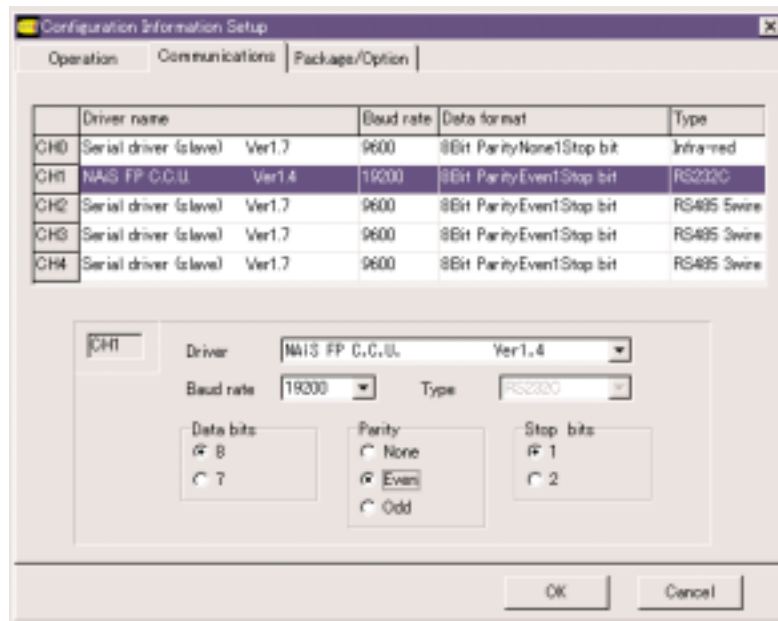 Configuration Information Setup
Operation Communications Package/Option
Driver name Baud rate Data format Type
CH0 Serial driver (slave) Ver1.7 9600 8Bit ParityNone1Stop bit Infra-red
CH1 NAiS FP C.C.U. Ver1.4 19200 8Bit ParityEven1Stop bit RS232C
CH2 Serial driver (slave) Ver1.7 9600 8Bit ParityEven1Stop bit RS485 5wire
CH3 Serial driver (slave) Ver1.7 9600 8Bit ParityEven1Stop bit RS485 3wire
CH4 Serial driver (slave) Ver1.7 9600 8Bit ParityEven1Stop bit RS485 3wire
CH1
Driver NAiS FP C.C.U. Ver1.4
Baud rate 19200 Type RS232C
Data bits Parity Stop bits
8 None 1
7 Even 2
Odd
OK Cancel